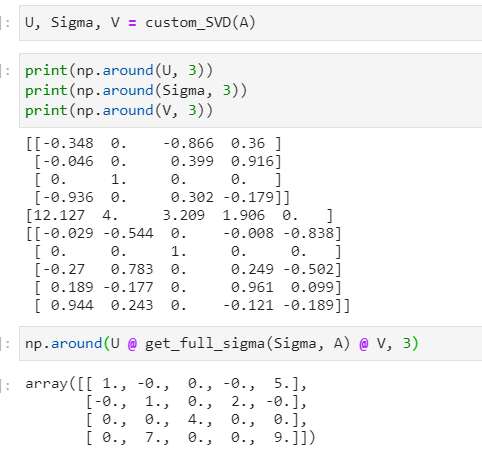 ]: U, Sigma, V = custom_SVD(A)
]: print(np.around(U, 3))
print(np.around(Sigma, 3))
print(np.around(V, 3))
[[-0.348  0.    -0.866  0.36 ]
 [-0.046  0.     0.399  0.916]
 [ 0.     1.     0.     0.   ]
 [-0.936  0.     0.302 -0.179]]
[12.127  4.     3.209  1.906  0.   ]
[[-0.029 -0.544  0.    -0.008 -0.838]
 [ 0.     0.     1.     0.     0.   ]
 [-0.27   0.783  0.     0.249 -0.502]
 [ 0.189 -0.177  0.     0.961  0.099]
 [ 0.944  0.243  0.    -0.121 -0.189]]
]: np.around(U @ get_full_sigma(Sigma, A) @ V, 3)
]: array([[ 1., -0.,  0., -0.,  5.],
       [-0.,  1.,  0.,  2., -0.],
       [ 0.,  0.,  4.,  0.,  0.],
       [ 0.,  7.,  0.,  0.,  9.]])